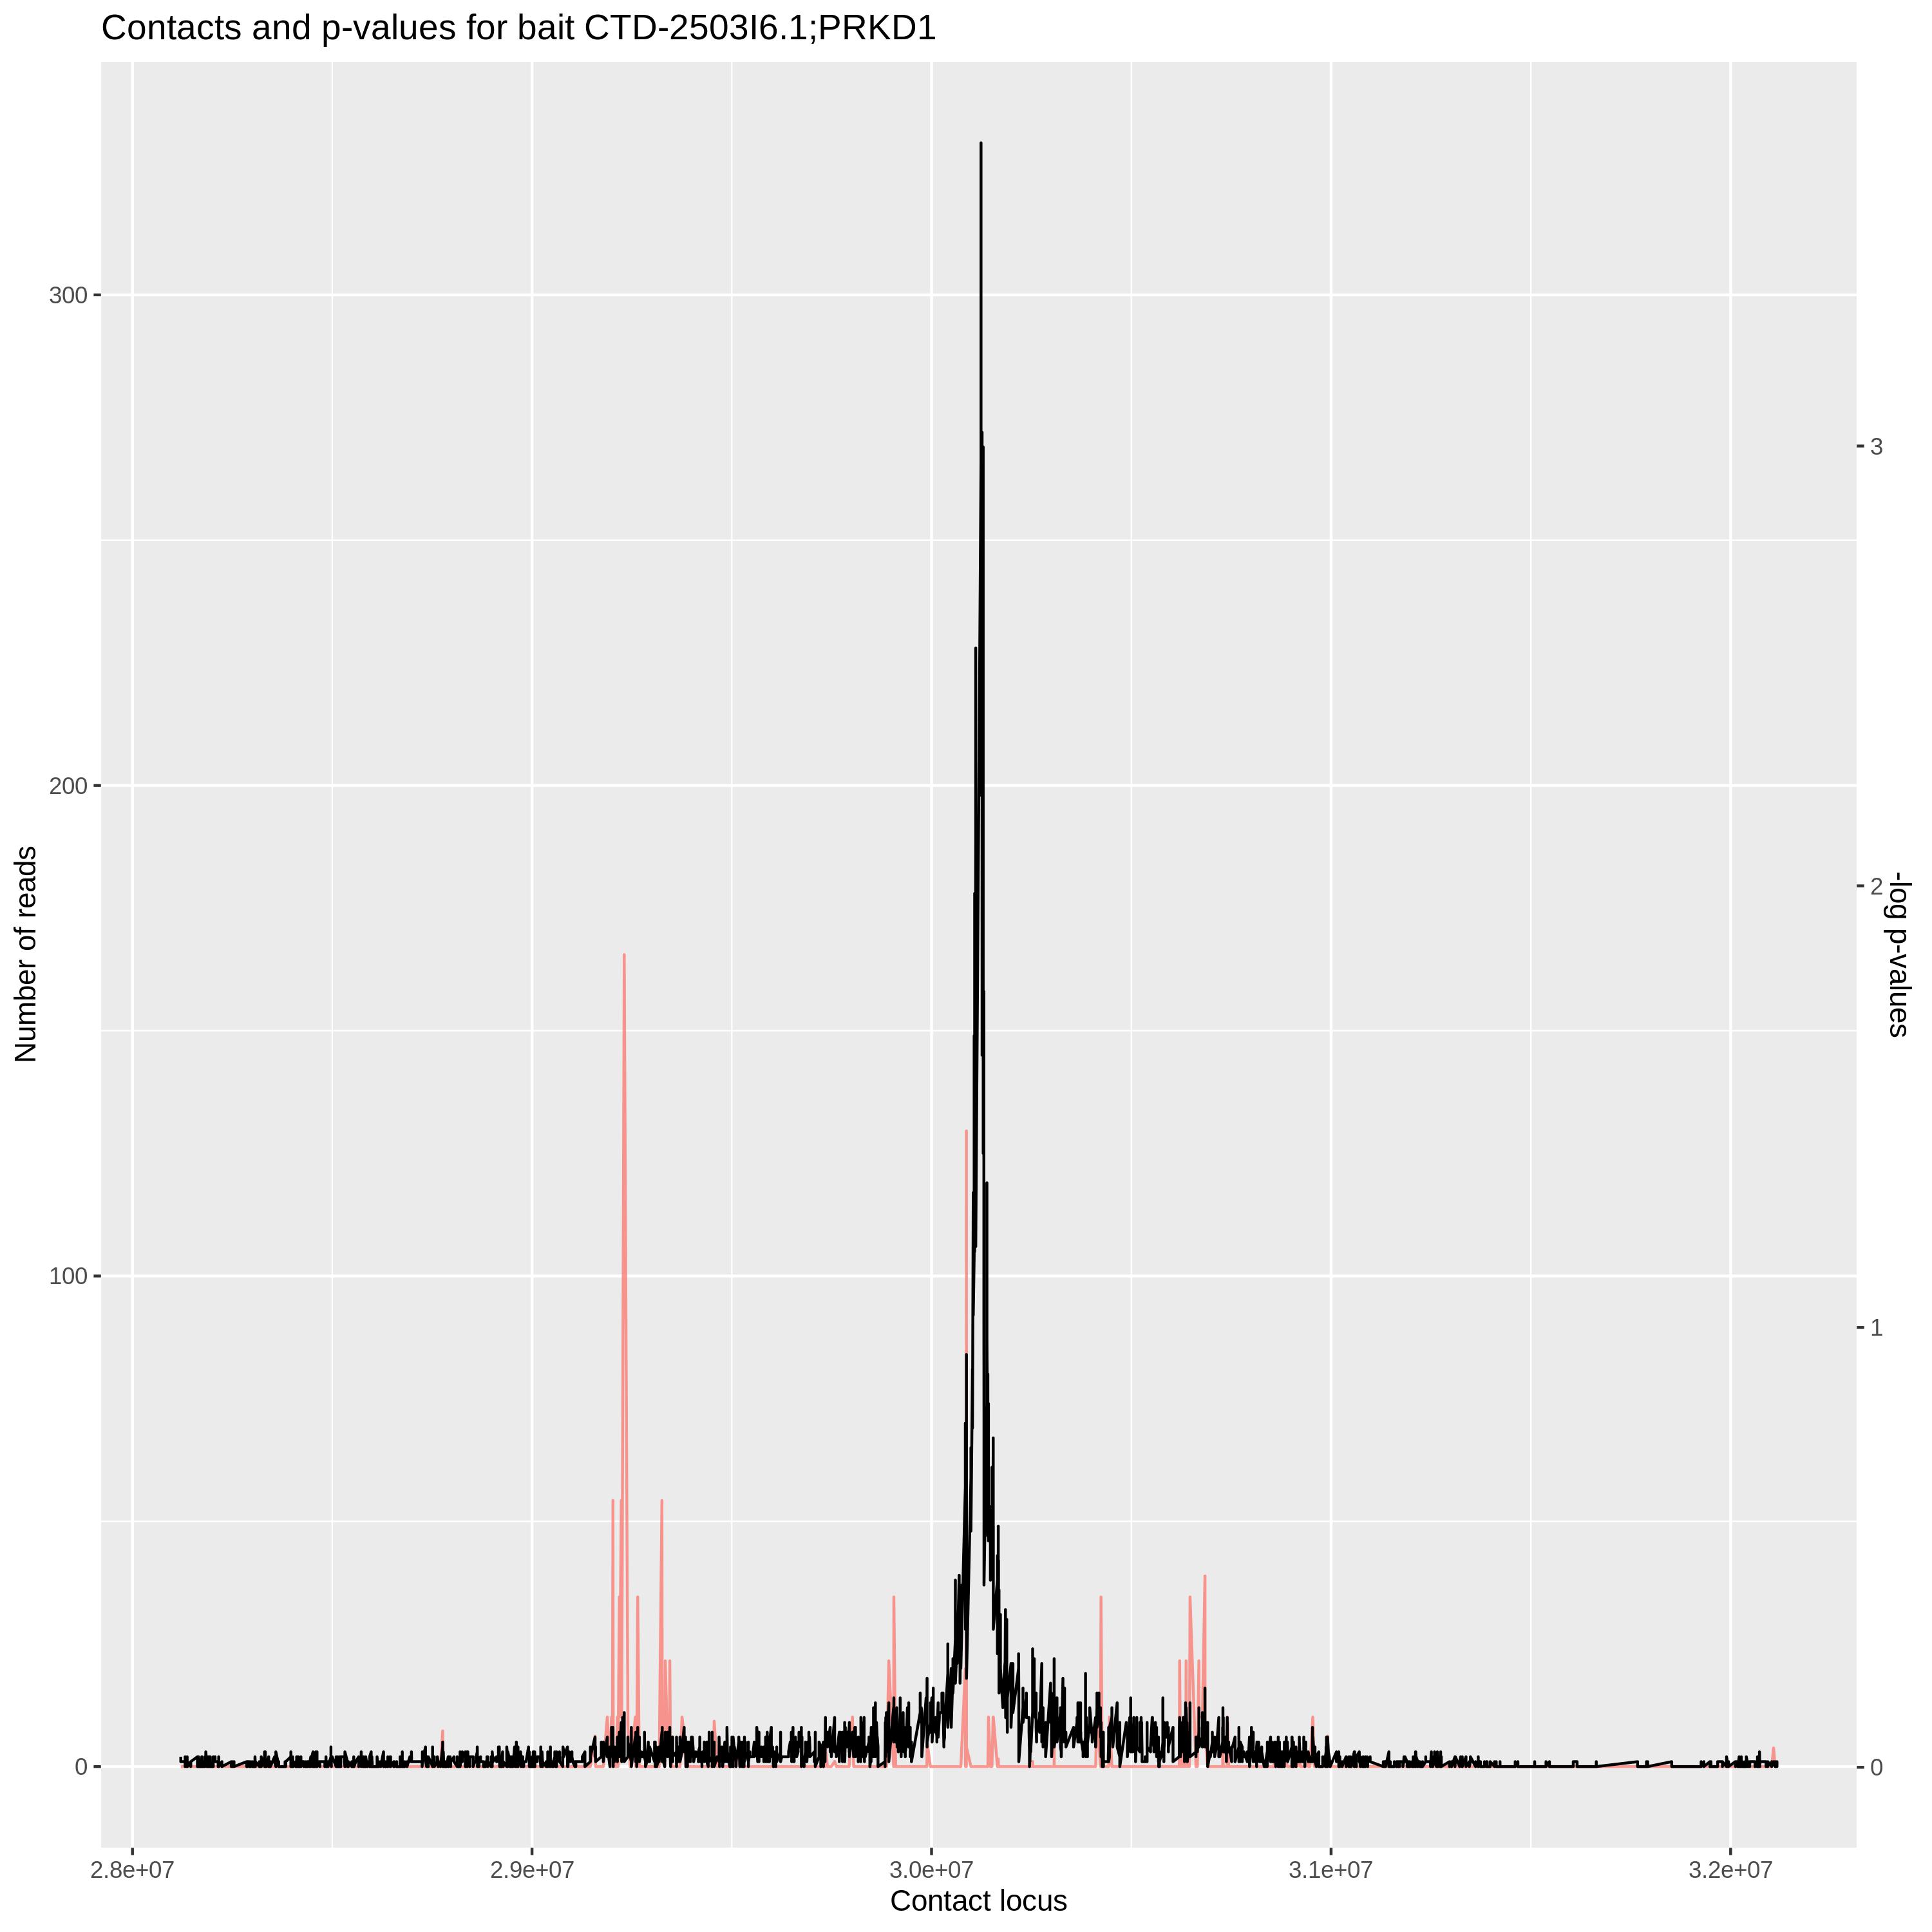 Contacts and p-values for bait CTD-2503I6.1;PRKD1
300
200
100
0
Number of reads
3
2
1
0
-log p-values
2.8e+07
2.9e+07
3.0e+07
3.1e+07
3.2e+07
Contact locus